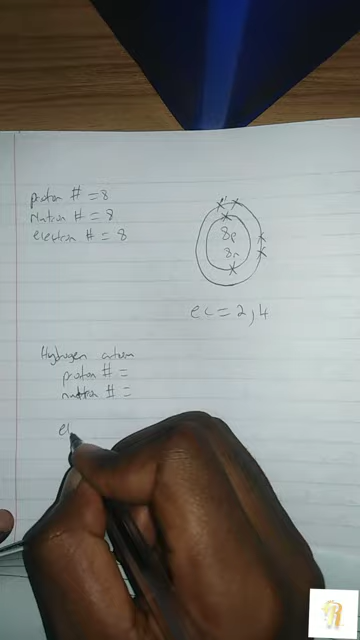 proton # = 8
nutron # = 8
electron # = 8
8p
8n
ec = 2,4
Hydrogen atom
proton # =
nutron # =
el